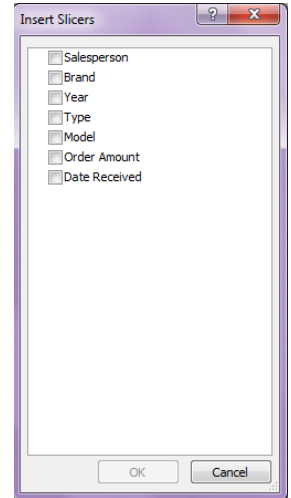 Insert Slicers
Salesperson
Brand
Year
Type
Model
Order Amount
Date Received
OK Cancel